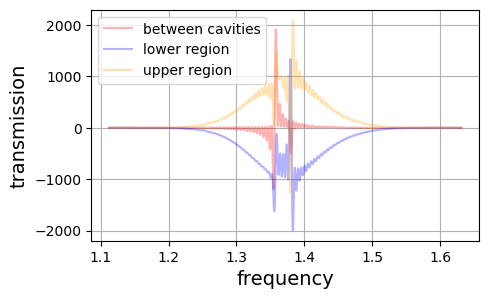 2000
1000
0
−1000
−2000
transmission
between cavities
lower region
upper region
1.1 1.2 1.3 1.4 1.5 1.6
frequency